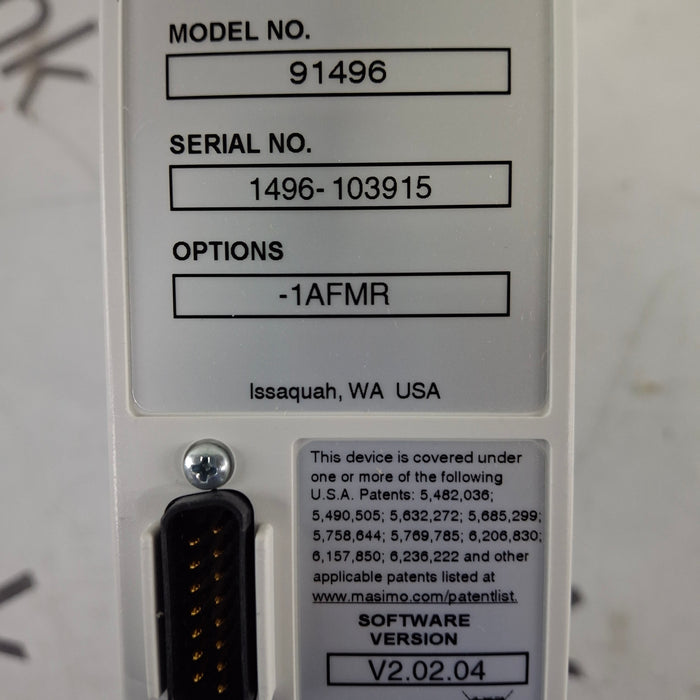 MODEL NO.
91496
SERIAL NO.
1496-103915
OPTIONS
-1AFMR
Issaquah, WA USA
This device is covered under
one or more of the following
U.S.A. Patents: 5,482,036;
5,490,505; 5,632,272; 5,685,299;
5,758,644; 5,769,785; 6,206,830;
6,157,850; 6,236,222 and other
applicable patents listed at
www.masimo.com/patentlist.
SOFTWARE
VERSION
V2.02.04